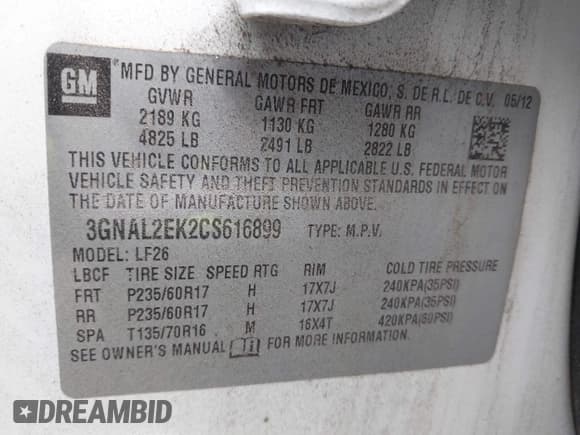 GM
MFD BY GENERAL MOTORS DE MEXICO, S. DE R.L. DE C.V. 05/12
GVWR GAWR FRT GAWR RR
2189 KG 1130 KG 1280 KG
4825 LB 2491 LB 2822 LB
THIS VEHICLE CONFORMS TO ALL APPLICABLE U.S. FEDERAL MOTOR
VEHICLE SAFETY AND THEFT PREVENTION STANDARDS IN EFFECT ON
THE DATE OF MANUFACTURE SHOWN ABOVE.
3GNAL2EK2CS616899 TYPE: M.P.V.
MODEL: LF26
LBCF TIRE SIZE SPEED RTG RIM COLD TIRE PRESSURE
FRT P235/60R17 H 17X7J 240KPA(35PSI)
RR P235/60R17 H 17X7J 240KPA(35PSI)
SPA T135/70R16 M 16X4T 420KPA(60PSI)
SEE OWNER'S MANUAL FOR MORE INFORMATION.
DREAMBID